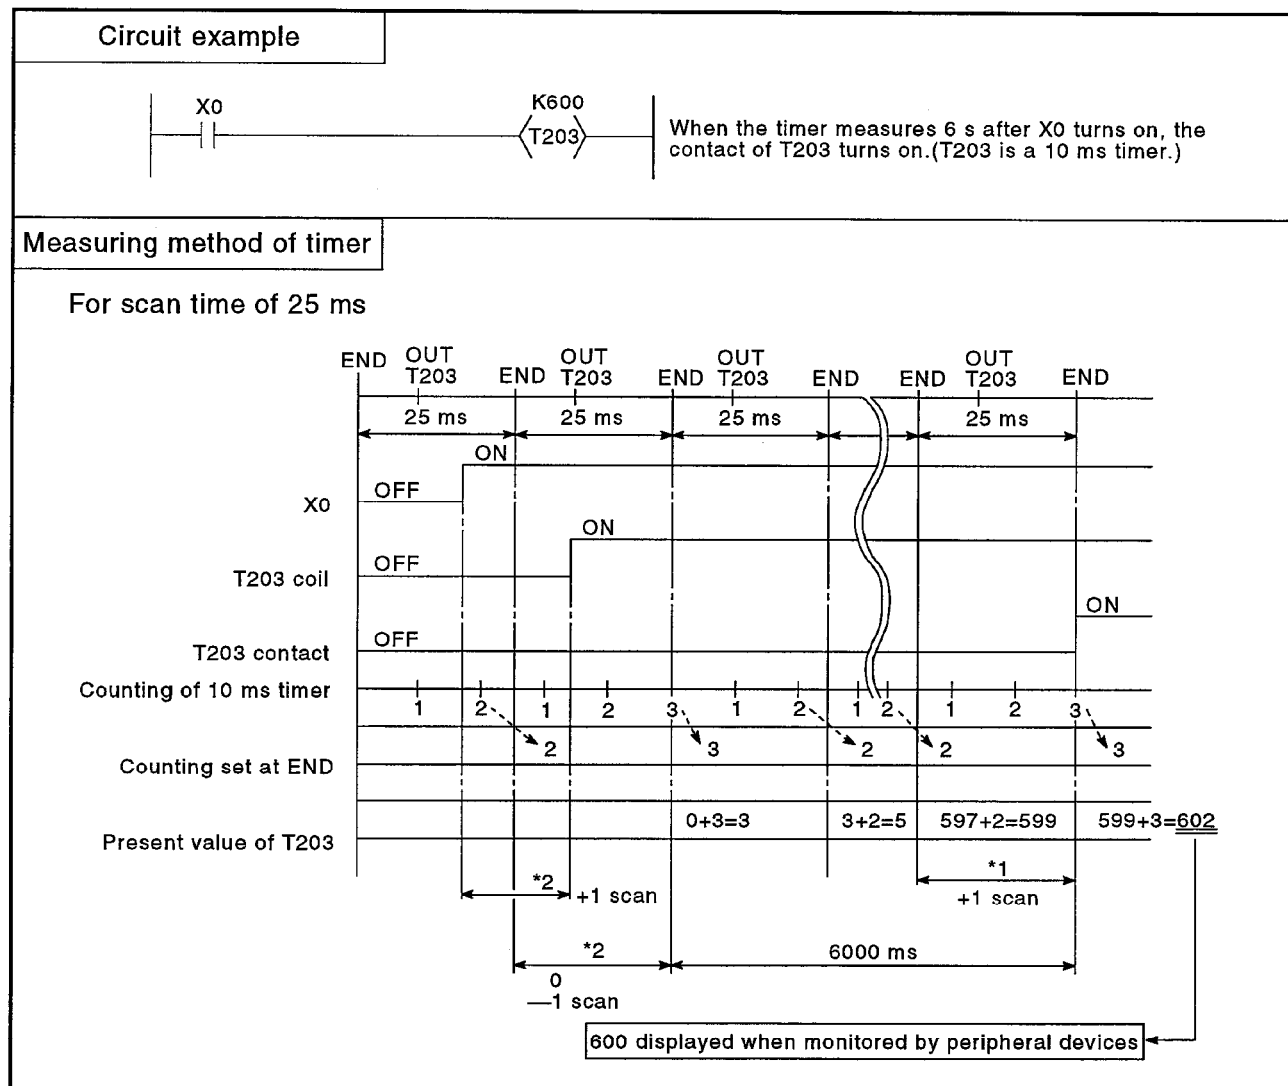 Circuit example
X0
K600
T203
When the timer measures 6 s after X0 turns on, the
contact of T203 turns on.(T203 is a 10 ms timer.)
Measuring method of timer
For scan time of 25 ms
END OUT T203 END OUT T203 END OUT T203 END END OUT T203 END
25 ms 25 ms 25 ms 25 ms
ON
X0 OFF
ON
T203 coil OFF
ON
T203 contact OFF
Counting of 10 ms timer 1 2 1 2 3 1 2 1 2 1 2 3
Counting set at END 2 3 2 2 3
Present value of T203 0+3=3 3+2=5 597+2=599 599+3=602
*2 +1 scan
*1
+1 scan
*2
0
—1 scan
6000 ms
600 displayed when monitored by peripheral devices